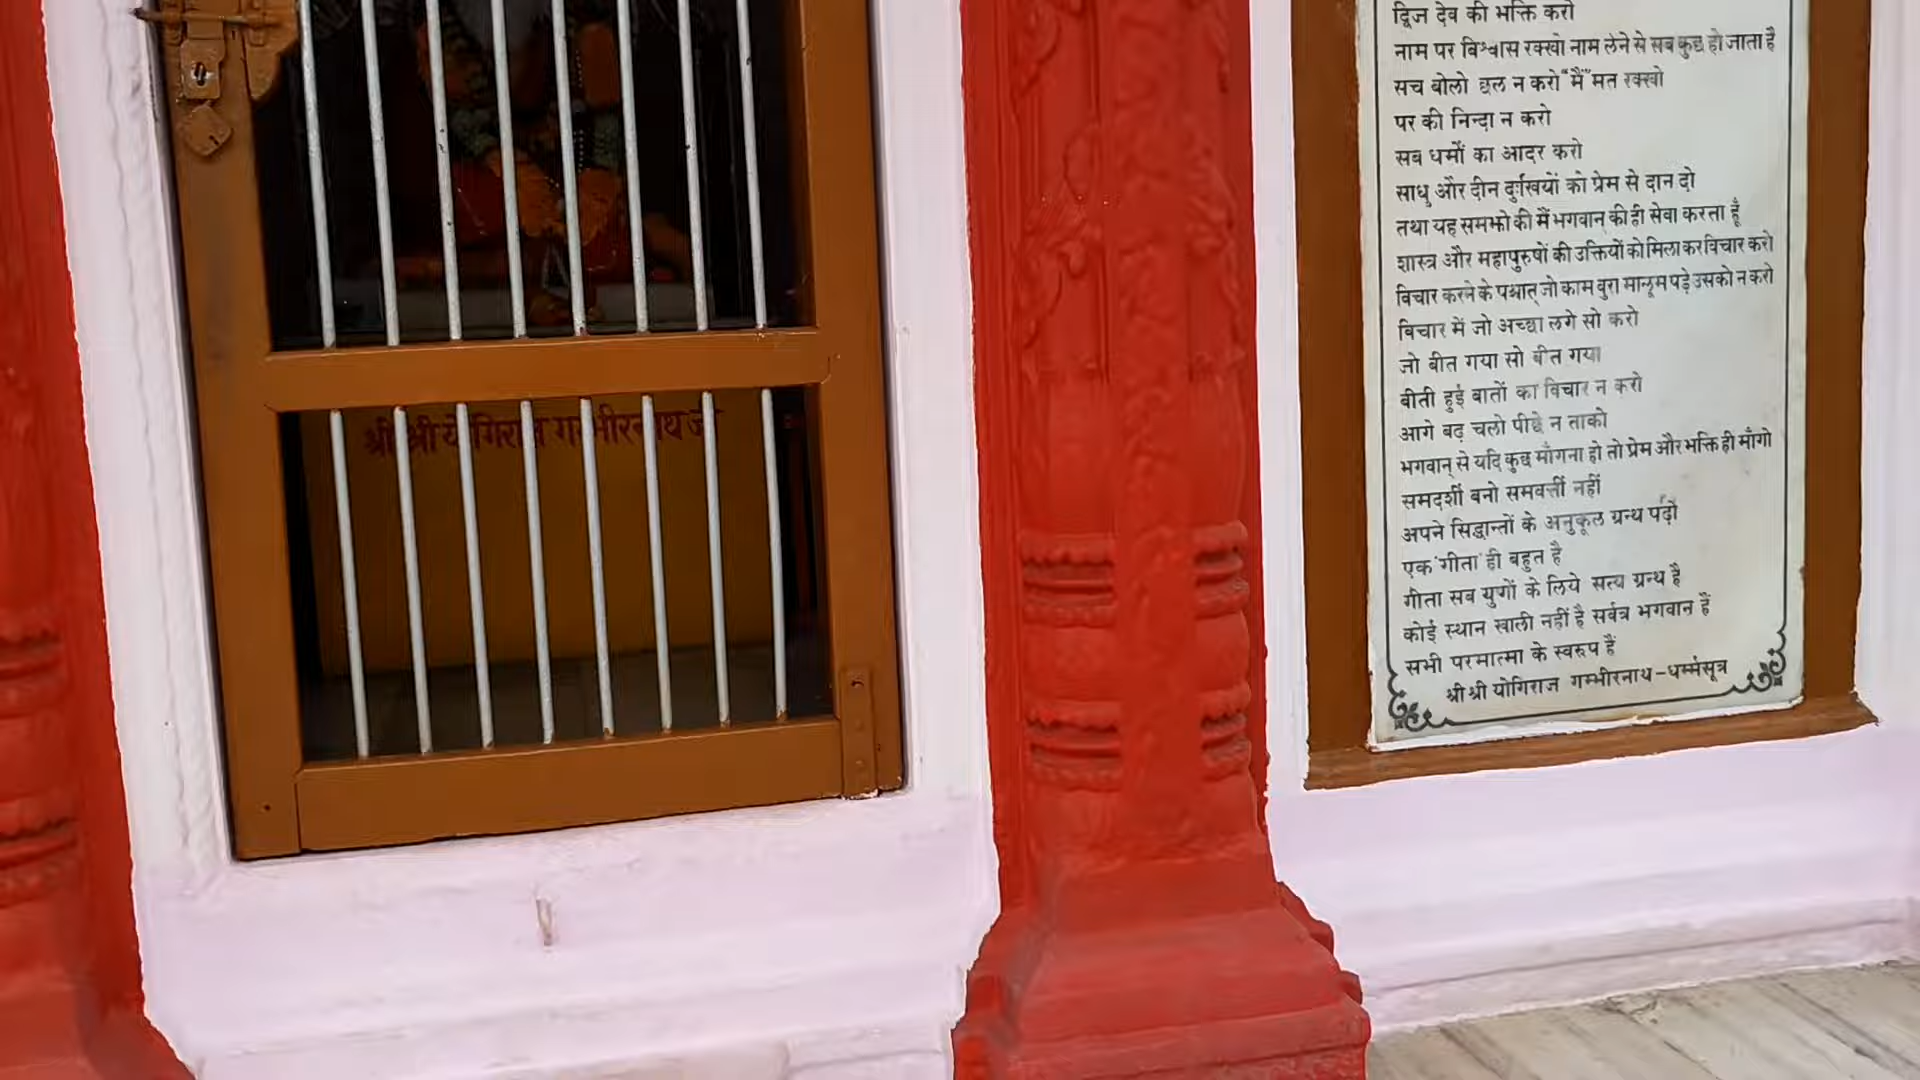 श्री श्री योगिराज गम्भीरनाथ जी
द्विज देव की भक्ति करो
नाम पर विश्वास रक्खो नाम लेने से सब कुछ हो जाता है
सच बोलो छल न करो "मैं" मत रक्खो
पर की निन्दा न करो
सब धर्मो का आदर करो
साधु और दीन दुःखियों को प्रेम से दान दो
तथा यह समझो की मैं भगवान् की ही सेवा करता हूँ
शास्त्र और महापुरुषों की उक्तियों को मिला कर विचार करो
विचार करने के पश्चात् जो काम वुरा मालूम पड़े उसको न करो
विचार में जो अच्छा लगे सो करो
जो बीत गया सो बीत गया
बीती हुई बातों का विचार न करो
आगे बढ़ चलो पीछे न ताको
भगवान् से यदि कुछ माँगना हो तो प्रेम और भक्ति ही माँगो
समदर्शी बनो समवर्त्ती नहीं
अपने सिद्धान्तों के अनुकूल ग्रन्थ पढ़ो
एक 'गीता' ही बहुत है
गीता सब युगों के लिये सत्य ग्रन्थ है
कोई स्थान खाली नहीं है सर्वत्र भगवान हैं
सभी परमात्मा के स्वरूप हैं
श्री श्री योगिराज गम्भीरनाथ-धर्म्मसूत्र